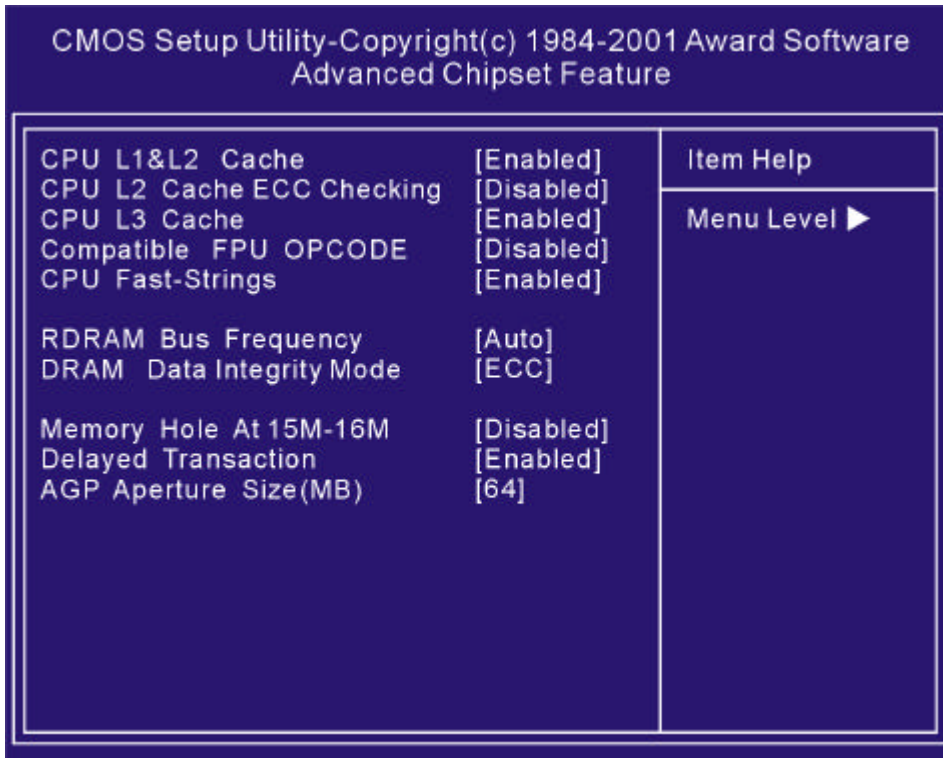 CMOS Setup Utility-Copyright(c) 1984-2001 Award Software
Advanced Chipset Feature
CPU L1&L2 Cache [Enabled]
CPU L2 Cache ECC Checking [Disabled]
CPU L3 Cache [Enabled]
Compatible FPU OPCODE [Disabled]
CPU Fast-Strings [Enabled]
RDRAM Bus Frequency [Auto]
DRAM Data Integrity Mode [ECC]
Memory Hole At 15M-16M [Disabled]
Delayed Transaction [Enabled]
AGP Aperture Size(MB) [64]
Item Help
Menu Level ▶